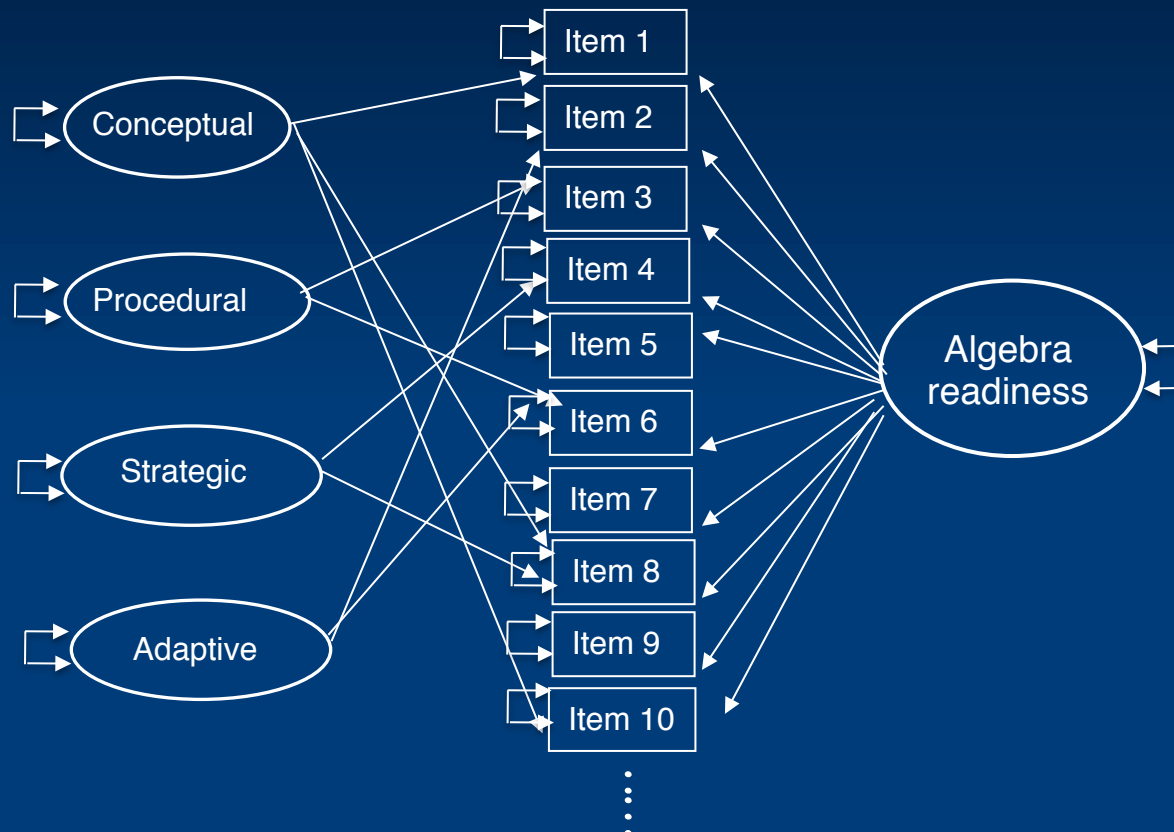 Conceptual
Procedural
Strategic
Adaptive
Item 1
Item 2
Item 3
Item 4
Item 5
Item 6
Item 7
Item 8
Item 9
Item 10
Algebra
readiness